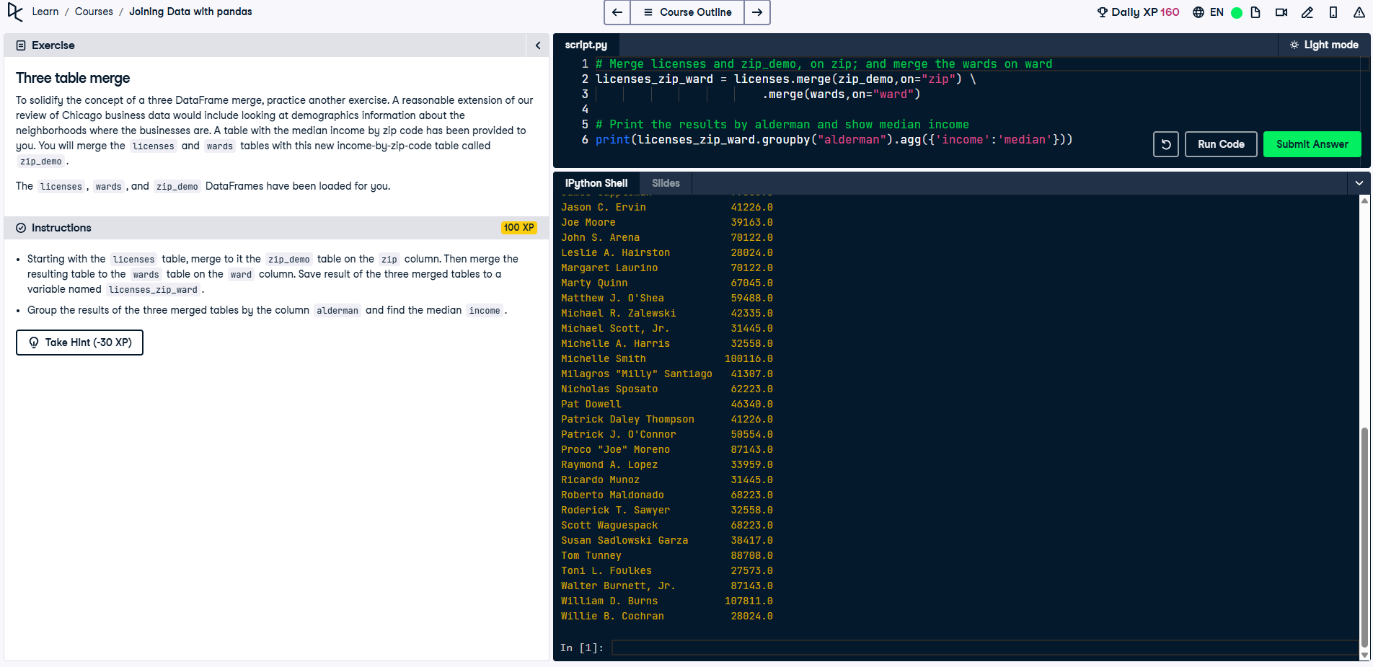 Learn / Courses / Joining Data with pandas
Course Outline
Daily XP 160
EN
Exercise
Three table merge
To solidify the concept of a three DataFrame merge, practice another exercise. A reasonable extension of our
review of Chicago business data would include looking at demographics information about the
neighborhoods where the businesses are. A table with the median income by zip code has been provided to
you. You will merge the licenses and wards tables with this new income-by-zip-code table called
zip_demo .
The licenses , wards , and zip_demo DataFrames have been loaded for you.
Instructions
100 XP
• Starting with the licenses table, merge to it the zip_demo table on the zip column. Then merge the
resulting table to the wards table on the ward column. Save result of the three merged tables to a
variable named licenses_zip_ward .
• Group the results of the three merged tables by the column alderman and find the median income .
Take Hint (-30 XP)
script.py
Light mode
1 # Merge licenses and zip_demo, on zip; and merge the wards on ward
2 licenses_zip_ward = licenses.merge(zip_demo,on="zip") \
3 .merge(wards,on="ward")
4
5 # Print the results by alderman and show median income
6 print(licenses_zip_ward.groupby("alderman").agg({'income':'median'}))
Run Code
Submit Answer
IPython Shell
Slides
Jason C. Ervin 41226.0
Joe Moore 39163.0
John S. Arena 70122.0
Leslie A. Hairston 28024.0
Margaret Laurino 70122.0
Marty Quinn 67045.0
Matthew J. O'Shea 59488.0
Michael R. Zalewski 42335.0
Michael Scott, Jr. 31445.0
Michelle A. Harris 32558.0
Michelle Smith 100116.0
Milagros "Milly" Santiago 41307.0
Nicholas Sposato 62223.0
Pat Dowell 46340.0
Patrick Daley Thompson 41226.0
Patrick J. O'Connor 50554.0
Proco "Joe" Moreno 87143.0
Raymond A. Lopez 33959.0
Ricardo Munoz 31445.0
Roberto Maldonado 68223.0
Roderick T. Sawyer 32558.0
Scott Waguespack 68223.0
Susan Sadlowski Garza 38417.0
Tom Tunney 88708.0
Toni L. Foulkes 27573.0
Walter Burnett, Jr. 87143.0
William D. Burns 107811.0
Willie B. Cochran 28024.0
In [1]: